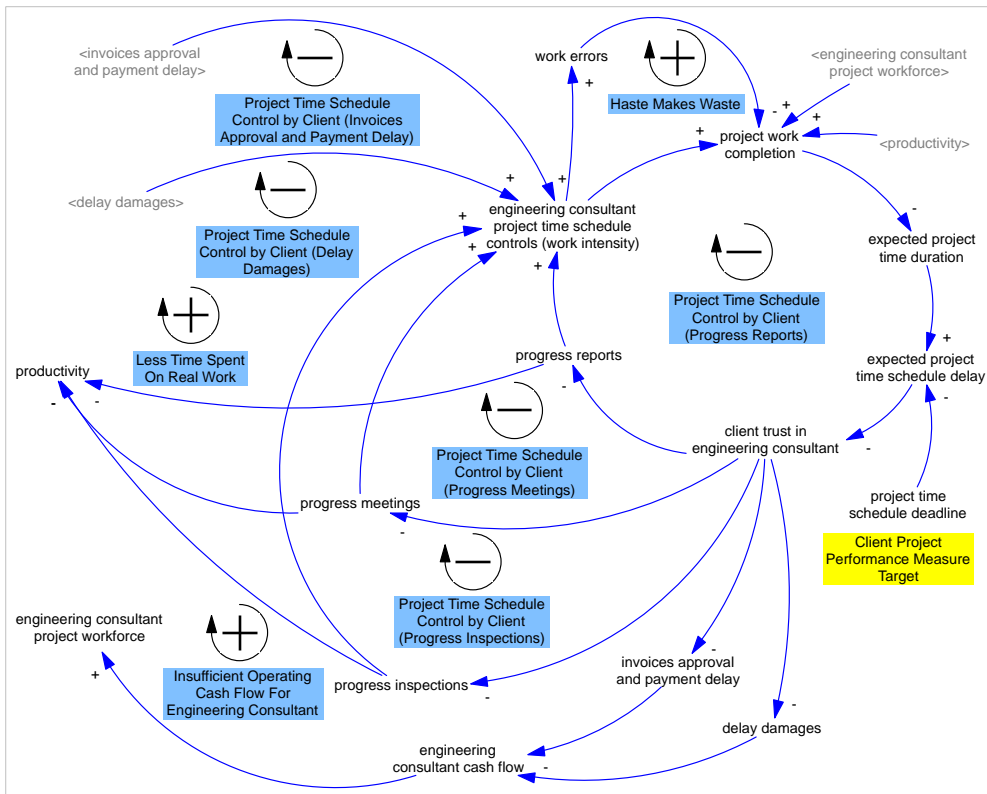 <invoices approval
and payment delay>
Project Time Schedule
Control by Client (Invoices
Approval and Payment Delay)
work errors
+
Haste Makes Waste
<engineering consultant
project workforce>
- +
+
+
project work
completion
<productivity>
<delay damages>
Project Time Schedule
Control by Client (Delay
Damages)
+
+
+
+
+
engineering consultant
project time schedule
controls (work intensity)
-
expected project
time duration
Project Time Schedule
Control by Client
(Progress Reports)
Less Time Spent
On Real Work
productivity
-
-
progress reports
-
+
expected project
time schedule delay
-
Project Time Schedule
Control by Client
(Progress Meetings)
client trust in
engineering consultant
-
progress meetings
-
project time
schedule deadline
Client Project
Performance Measure
Target
Project Time Schedule
Control by Client
(Progress Inspections)
engineering consultant
project workforce
+
Insufficient Operating
Cash Flow For
Engineering Consultant
progress inspections
-
-
invoices approval
and payment delay
-
delay damages
engineering
consultant cash flow
-
-